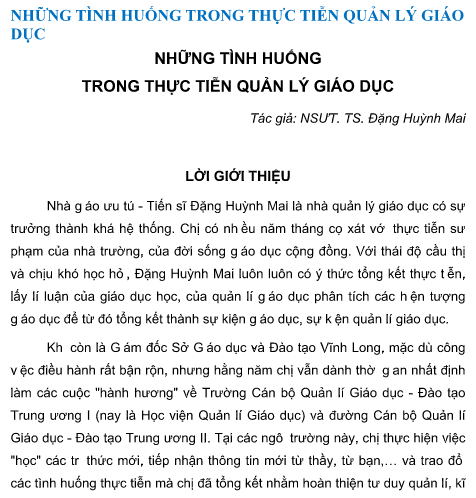 NHỮNG TÌNH HUỐNG TRONG THỰC TIỄN QUẢN LÝ GIÁO
DỤC
NHỮNG TÌNH HUỐNG
TRONG THỰC TIỄN QUẢN LÝ GIÁO DỤC
Tác giả: NSƯT. TS. Đặng Huỳnh Mai
LỜI GIỚI THIỆU
Nhà g áo ưu tú - Tiến sĩ Đặng Huỳnh Mai là nhà quản lý giáo dục có sự
trưởng thành khá hệ thống. Chị có nh ều năm tháng cọ xát vớ thực tiễn sư
phạm của nhà trường, của đời sống g áo dục cộng đồng. Với thái độ cầu thị
và chịu khó học hỏ , Đặng Huỳnh Mai luôn luôn có ý thức tổng kết thực t ễn,
lấy lí luận của giáo dục học, của quản lí g áo dục phân tích các h ện tượng
g áo dục để từ đó tổng kết thành sự kiện g áo dục, sự k ện quản lí giáo dục.
Kh còn là G ám đốc Sở G áo dục và Đào tạo Vĩnh Long, mặc dù công
v ệc điều hành rất bận rộn, nhưng hằng năm chị vẫn dành thờ g an nhất định
làm các cuộc "hành hương" về Trường Cán bộ Quản lí Giáo dục - Đào tạo
Trung ương I (nay là Học viện Quản lí Giáo dục) và đường Cán bộ Quản lí
Giáo dục - Đào tạo Trung ương II. Tại các ngô trường này, chị thực hiện việc
"học" các tr thức mới, tiếp nhận thông tin mới từ thầy, từ bạn,... và trao đổ
các tình huống thực tiễn mà chị đã tổng kết nhằm hoàn thiện tư duy quản lí, kĩ